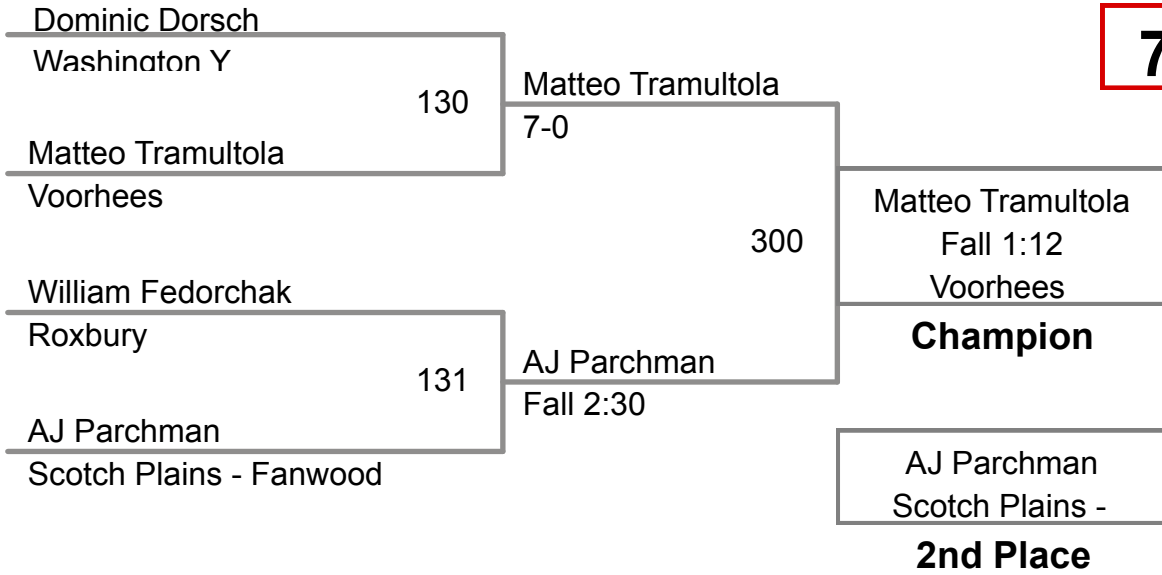 Dominic Dorsch
Washington Y
130
Matteo Tramultola
7-0
7
Matteo Tramultola
Voorhees
300
Matteo Tramultola
Fall 1:12
Voorhees
Champion
William Fedorchak
Roxbury
131
AJ Parchman
Fall 2:30
AJ Parchman
Scotch Plains - Fanwood
AJ Parchman
Scotch Plains -
2nd Place